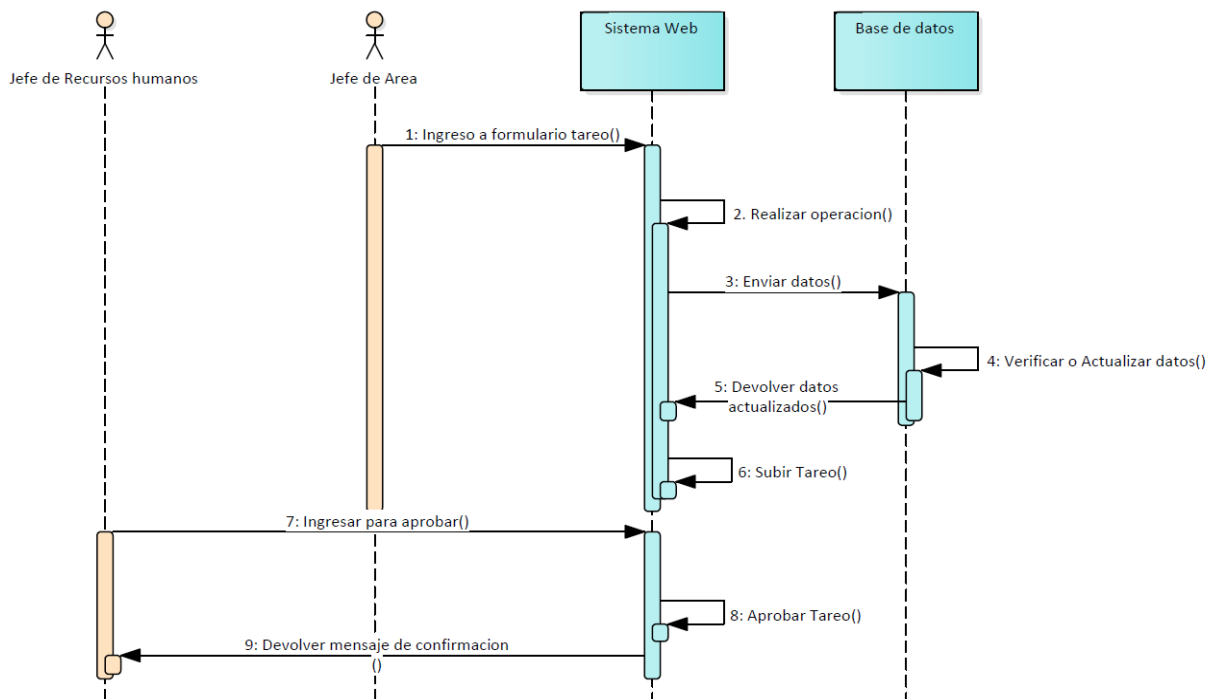 Sistema Web
Base de datos
Jefe de Recursos humanos
Jefe de Area
1: Ingreso a formulario tareo()
2. Realizar operacion()
3: Enviar datos()
4: Verificar o Actualizar datos()
5: Devolver datos
actualizados()
6: Subir Tareo()
7: Ingresar para aprobar()
8: Aprobar Tareo()
9: Devolver mensaje de confirmacion
()